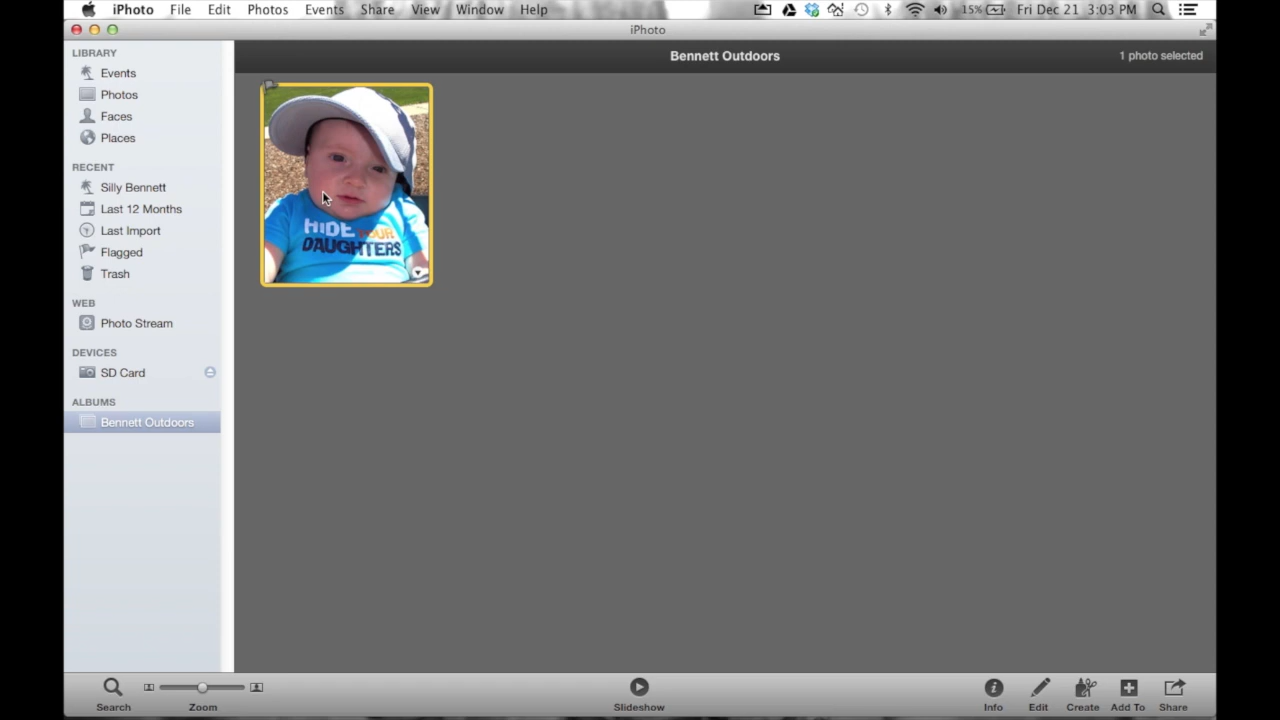 iPhoto File Edit Photos Events Share View Window Help 15% Fri Dec 21 3:03 PM
iPhoto
LIBRARY
Events
Photos
Faces
Places
RECENT
Silly Bennett
Last 12 Months
Last Import
Flagged
Trash
WEB
Photo Stream
DEVICES
SD Card
ALBUMS
Bennett Outdoors
Bennett Outdoors 1 photo selected
HIDE YOUR
DAUGHTERS
Search Zoom Slideshow Info Edit Create Add To Share